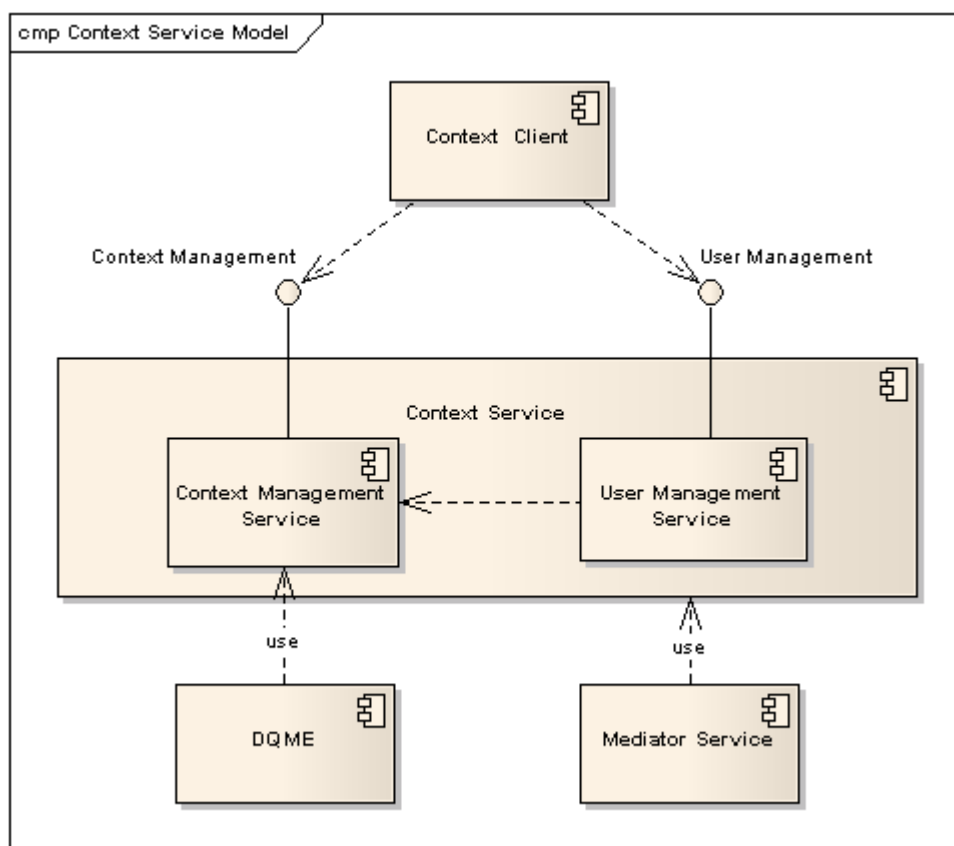 cmp Context Service Model
Context Client
Context Management
User Management
Context Service
Context Management
Service
User Management
Service
use
use
DQME
Mediator Service